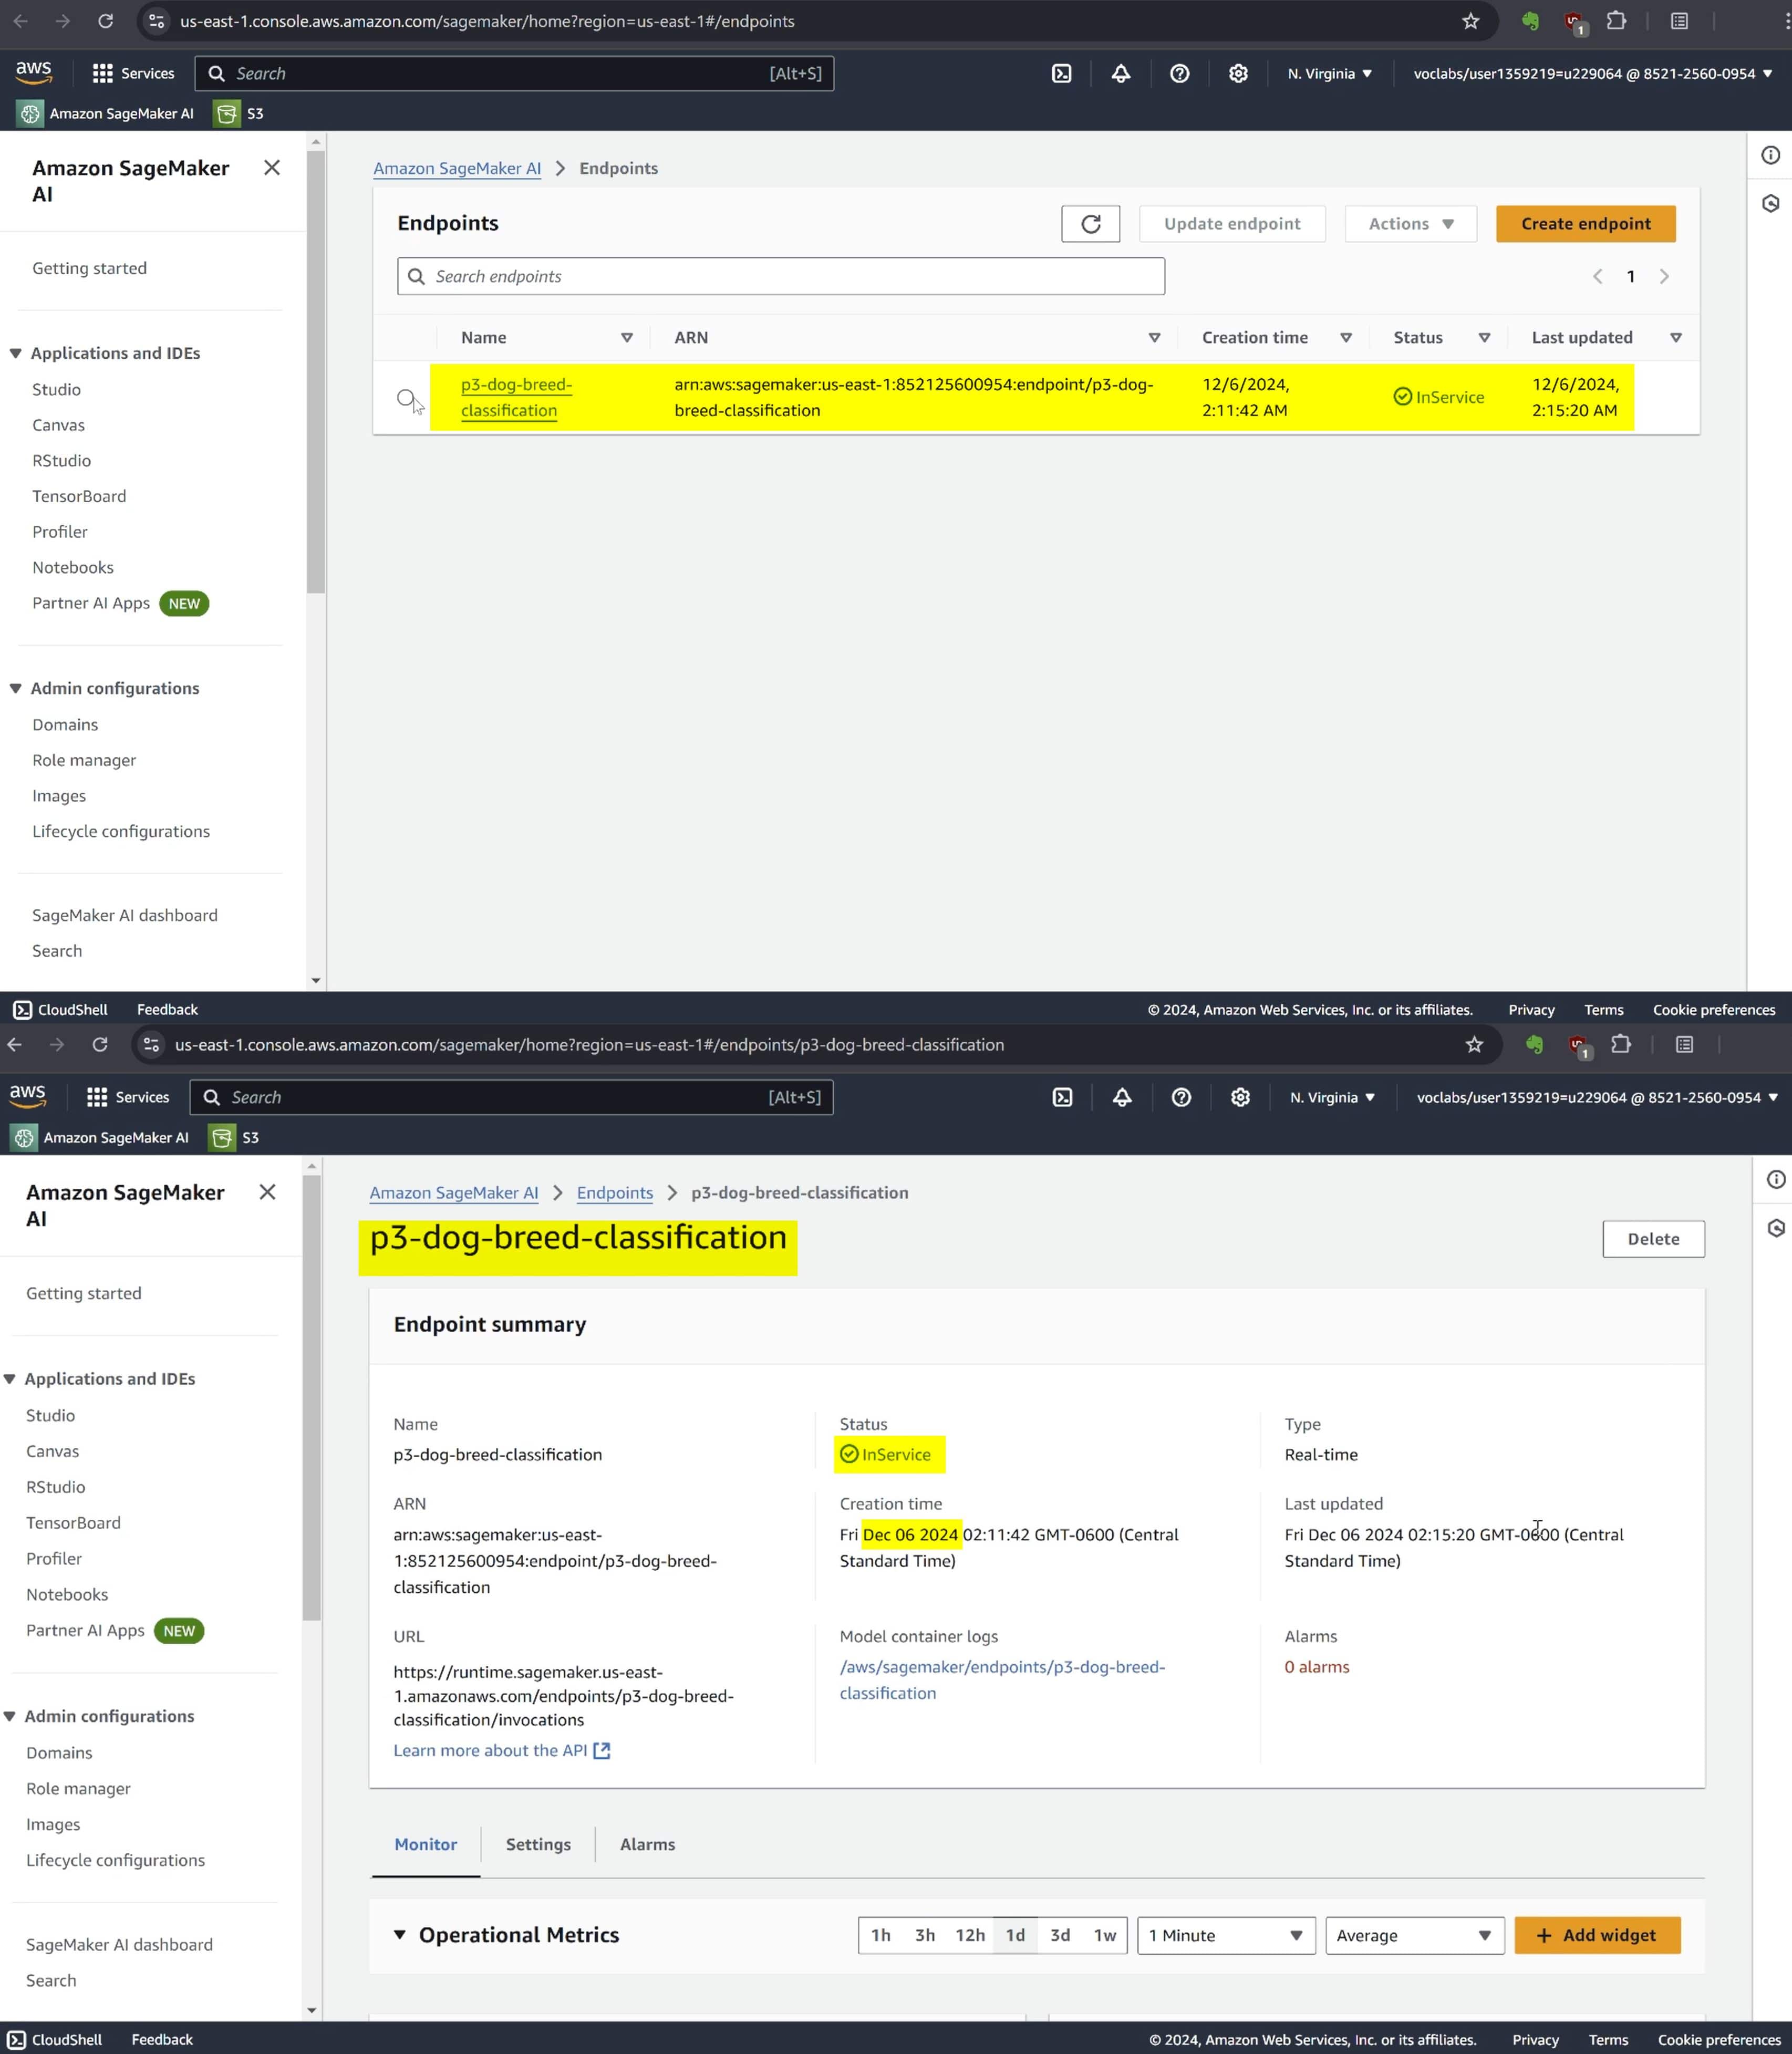 us-east-1.console.aws.amazon.com/sagemaker/home?region=us-east-1#/endpoints
1
aws
Services
Search
[Alt+S]
N. Virginia
voclabs/user1359219=u229064 @ 8521-2560-0954
Amazon SageMaker AI
S3
Amazon SageMaker
AI
Getting started
Applications and IDEs
Studio
Canvas
RStudio
TensorBoard
Profiler
Notebooks
Partner AI Apps NEW
Admin configurations
Domains
Role manager
Images
Lifecycle configurations
SageMaker AI dashboard
Search
Amazon SageMaker AI > Endpoints
Endpoints
Update endpoint
Actions
Create endpoint
Search endpoints
1
Name
ARN
Creation time
Status
Last updated
p3-dog-breed-
classification
arn:aws:sagemaker:us-east-1:852125600954:endpoint/p3-dog-
breed-classification
12/6/2024,
2:11:42 AM
InService
12/6/2024,
2:15:20 AM
CloudShell
Feedback
© 2024, Amazon Web Services, Inc. or its affiliates.
Privacy
Terms
Cookie preferences
us-east-1.console.aws.amazon.com/sagemaker/home?region=us-east-1#/endpoints/p3-dog-breed-classification
1
aws
Services
Search
[Alt+S]
N. Virginia
voclabs/user1359219=u229064 @ 8521-2560-0954
Amazon SageMaker AI
S3
Amazon SageMaker
AI
Getting started
Applications and IDEs
Studio
Canvas
RStudio
TensorBoard
Profiler
Notebooks
Partner AI Apps NEW
Admin configurations
Domains
Role manager
Images
Lifecycle configurations
SageMaker AI dashboard
Search
Amazon SageMaker AI > Endpoints > p3-dog-breed-classification
p3-dog-breed-classification
Delete
Endpoint summary
Name
p3-dog-breed-classification
Status
InService
Type
Real-time
ARN
arn:aws:sagemaker:us-east-
1:852125600954:endpoint/p3-dog-breed-
classification
Creation time
Fri Dec 06 2024 02:11:42 GMT-0600 (Central
Standard Time)
Last updated
Fri Dec 06 2024 02:15:20 GMT-0600 (Central
Standard Time)
URL
https://runtime.sagemaker.us-east-
1.amazonaws.com/endpoints/p3-dog-breed-
classification/invocations
Learn more about the API
Model container logs
/aws/sagemaker/endpoints/p3-dog-breed-
classification
Alarms
0 alarms
Monitor
Settings
Alarms
Operational Metrics
1h
3h
12h
1d
3d
1w
1 Minute
Average
+ Add widget
CloudShell
Feedback
© 2024, Amazon Web Services, Inc. or its affiliates.
Privacy
Terms
Cookie preferences